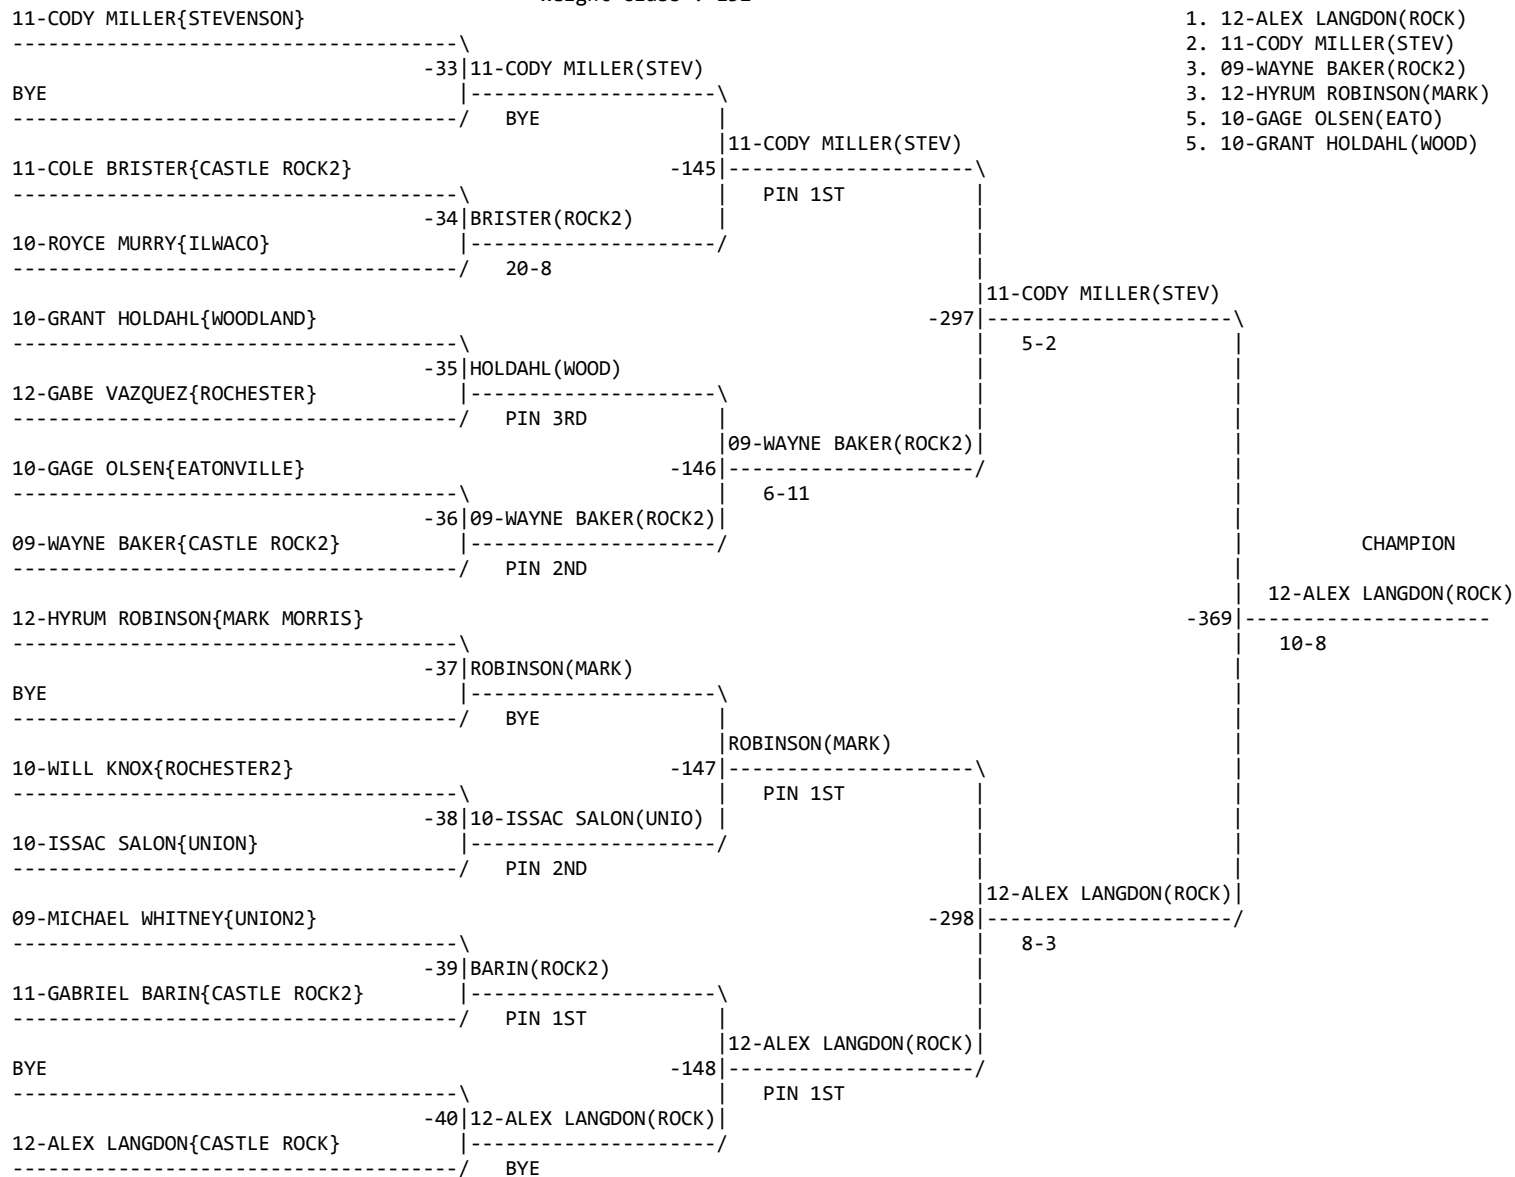 11-CODY MILLER{STEVENSON} 1. 12-ALEX LANGDON(ROCK)
2. 11-CODY MILLER(STEV)
-33 11-CODY MILLER(STEV) 3. 09-WAYNE BAKER(ROCK2)
BYE 3. 12-HYRUM ROBINSON(MARK)
BYE 5. 10-GAGE OLSEN(EATO)
11-CODY MILLER(STEV) 5. 10-GRANT HOLDAHL(WOOD)
11-COLE BRISTER{CASTLE ROCK2} -145
PIN 1ST
-34 BRISTER(ROCK2)
10-ROYCE MURRY{ILWACO}
20-8
11-CODY MILLER(STEV)
10-GRANT HOLDAHL{WOODLAND} -297
5-2
-35 HOLDAHL(WOOD)
12-GABE VAZQUEZ{ROCHESTER}
PIN 3RD
09-WAYNE BAKER(ROCK2)
10-GAGE OLSEN{EATONVILLE} -146
6-11
-36 09-WAYNE BAKER(ROCK2)
09-WAYNE BAKER{CASTLE ROCK2} CHAMPION
PIN 2ND
12-ALEX LANGDON(ROCK)
12-HYRUM ROBINSON{MARK MORRIS} -369
10-8
-37 ROBINSON(MARK)
BYE
BYE
ROBINSON(MARK)
10-WILL KNOX{ROCHESTER2} -147
PIN 1ST
-38 10-ISSAC SALON(UNIO)
10-ISSAC SALON{UNION}
PIN 2ND
12-ALEX LANGDON(ROCK)
09-MICHAEL WHITNEY{UNION2} -298
8-3
-39 BARIN(ROCK2)
11-GABRIEL BARIN{CASTLE ROCK2}
PIN 1ST
12-ALEX LANGDON(ROCK)
BYE -148
PIN 1ST
-40 12-ALEX LANGDON(ROCK)
12-ALEX LANGDON{CASTLE ROCK}
BYE